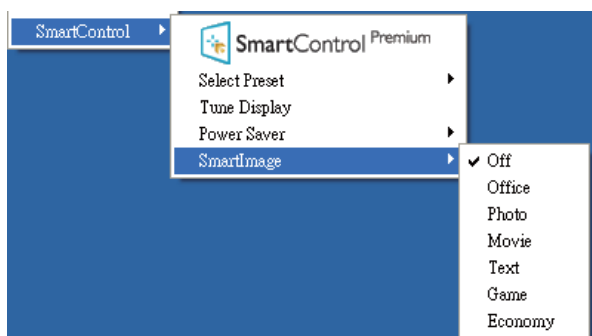 SmartControl
SmartControl Premium
Select Preset
Tune Display
Power Saver
SmartImage
Off
Office
Photo
Movie
Text
Game
Economy